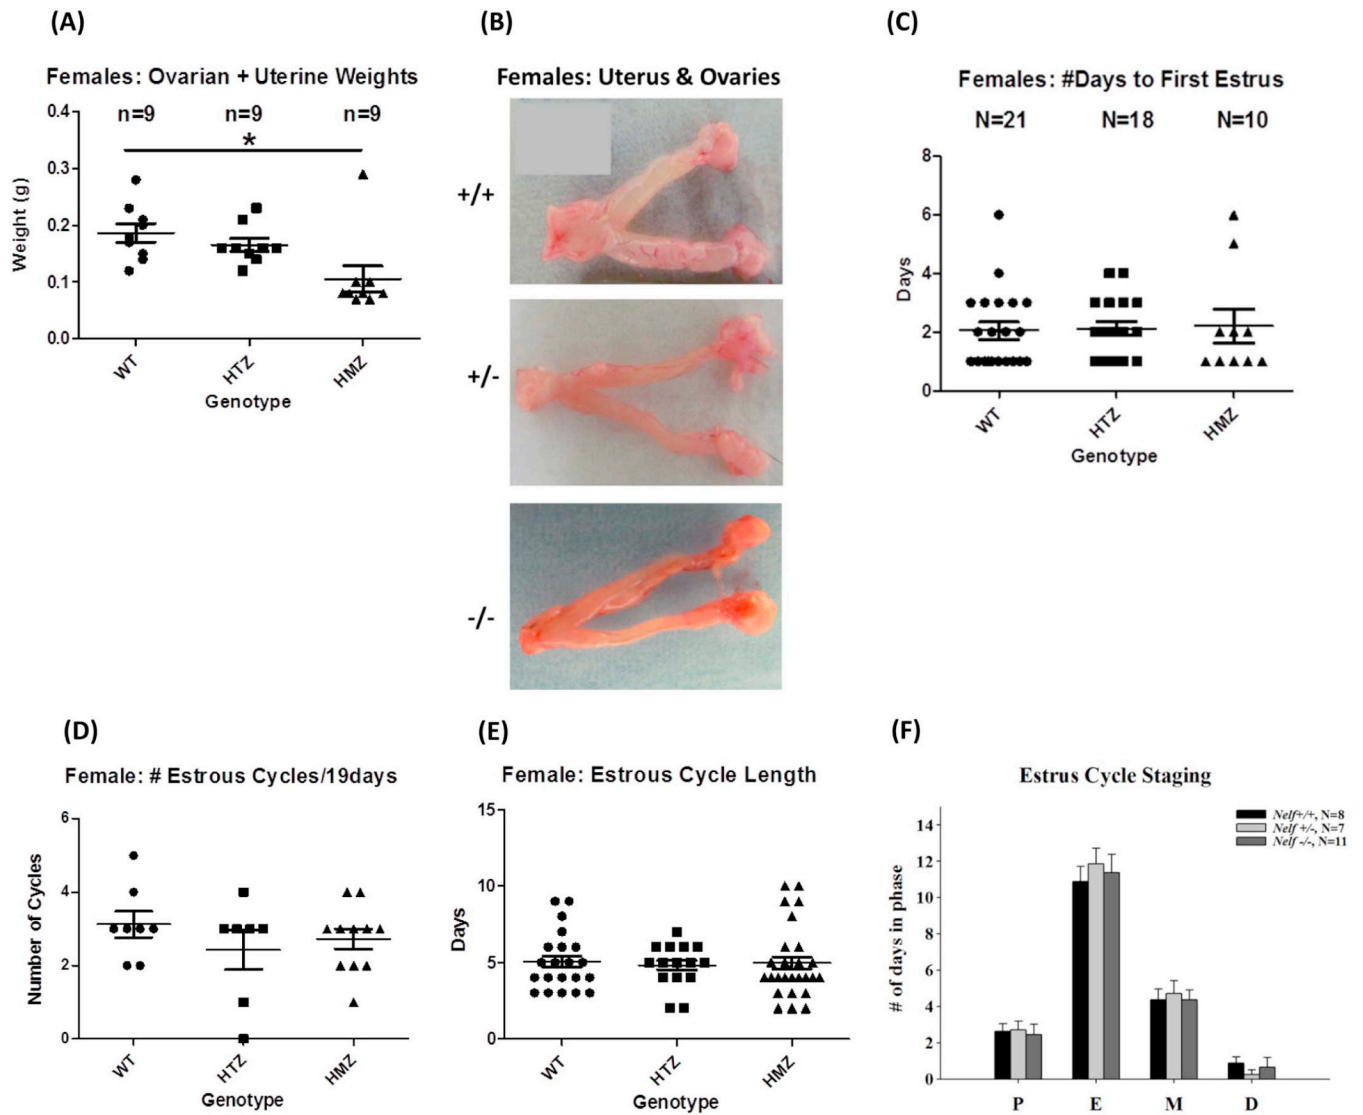 (A)
Females: Ovarian + Uterine Weights
n=9 n=9 n=9
*
0.4
0.3
0.2
0.1
0.0
Weight (g)
WT HTZ HMZ
Genotype
(B)
Females: Uterus & Ovaries
+/+
+/-
-/-
(C)
Females: #Days to First Estrus
N=21 N=18 N=10
8
6
4
2
0
Days
WT HTZ HMZ
Genotype
(D)
Female: # Estrous Cycles/19days
6
4
2
0
Number of Cycles
WT HTZ HMZ
Genotype
(E)
Female: Estrous Cycle Length
15
10
5
0
Days
WT HTZ HMZ
Genotype
(F)
Estrus Cycle Staging
Nelf+/+, N=8
Nelf +/-, N=7
Nelf -/-, N=11
14
12
10
8
6
4
2
0
# of days in phase
P E M D